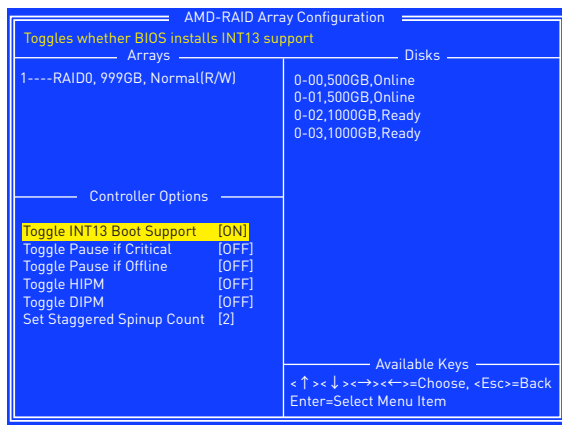 AMD-RAID Array Configuration
Toggles whether BIOS installs INT13 support
Arrays
1----RAID0, 999GB, Normal(R/W)
Disks
0-00,500GB,Online
0-01,500GB,Online
0-02,1000GB,Ready
0-03,1000GB,Ready
Controller Options
Toggle INT13 Boot Support [ON]
Toggle Pause if Critical [OFF]
Toggle Pause if Offline [OFF]
Toggle HIPM [OFF]
Toggle DIPM [OFF]
Set Staggered Spinup Count [2]
Available Keys
<↑><↓><→><←>=Choose, <Esc>=Back
Enter=Select Menu Item